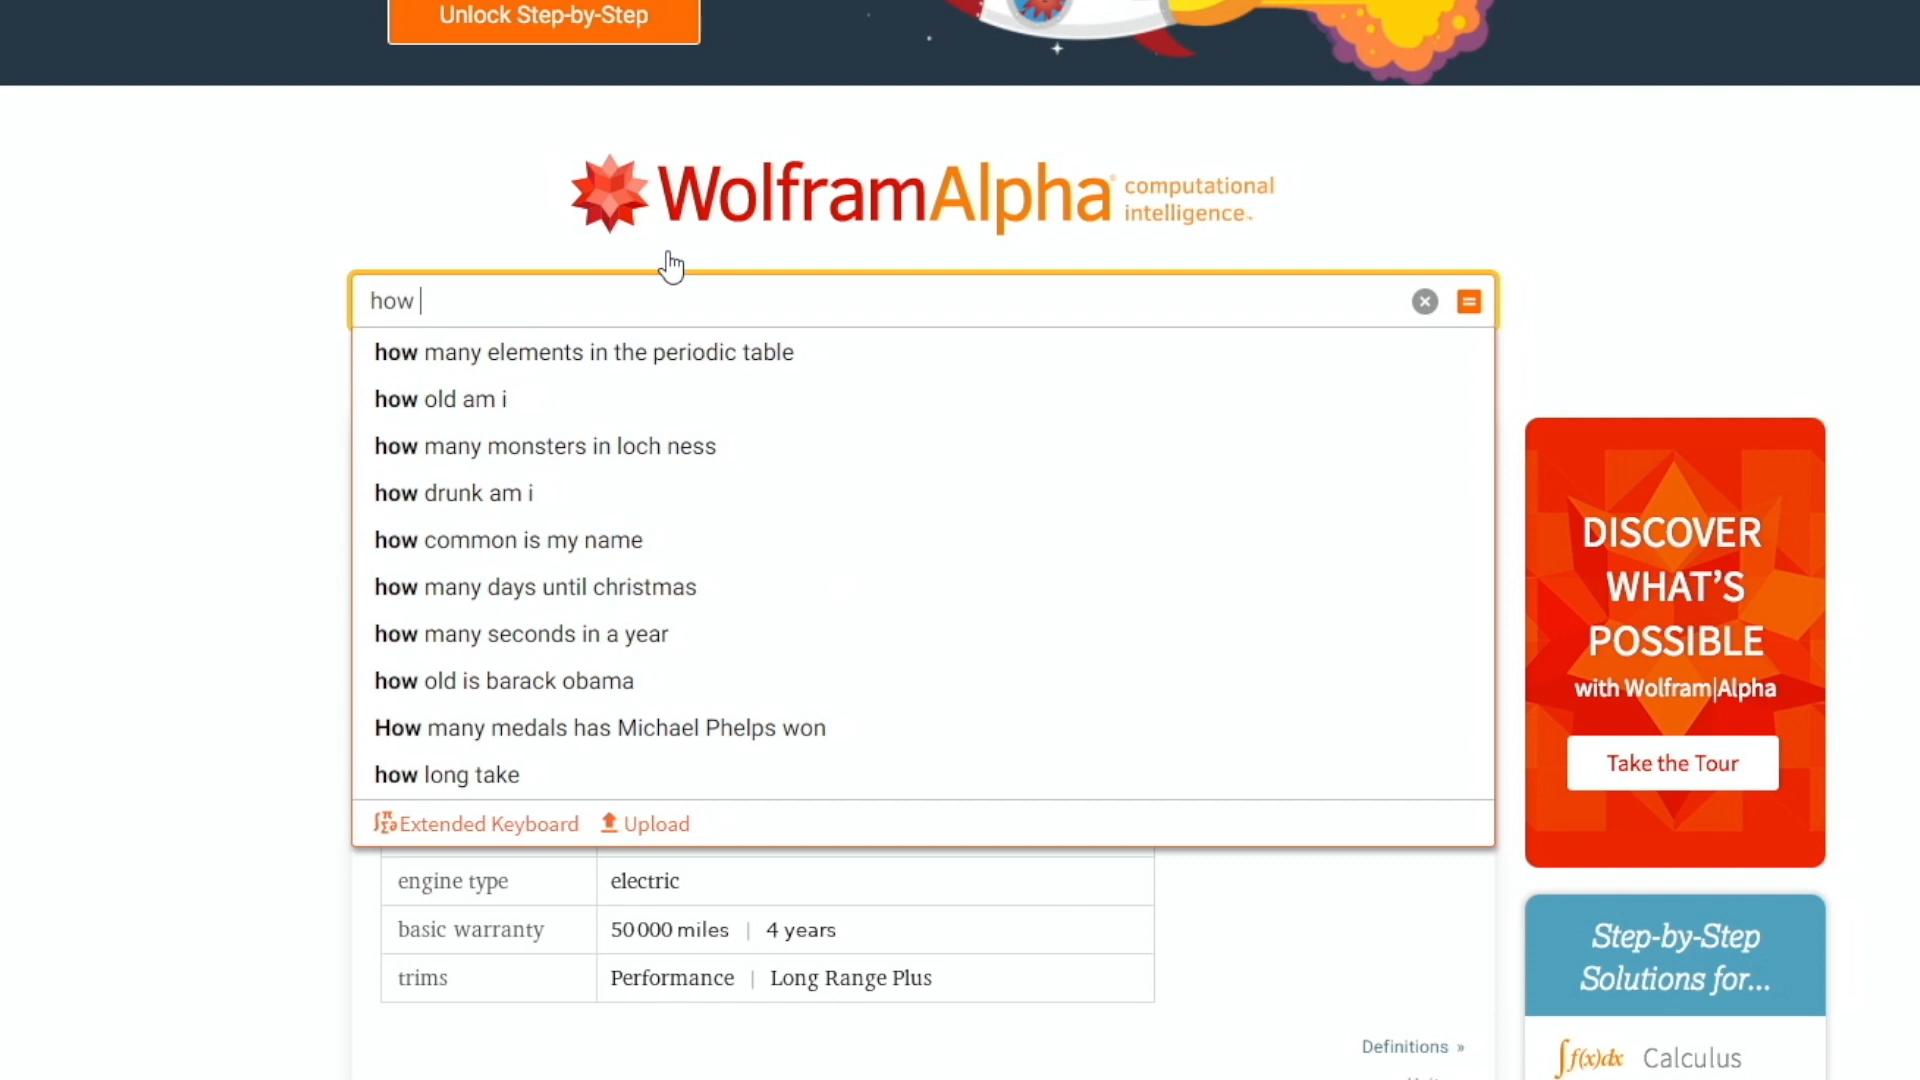 Unlock Step-by-Step
WolframAlpha computational intelligence.
how
how many elements in the periodic table
how old am i
how many monsters in loch ness
how drunk am i
how common is my name
how many days until christmas
how many seconds in a year
how old is barack obama
How many medals has Michael Phelps won
how long take
Extended Keyboard Upload
engine type electric
basic warranty 50000 miles | 4 years
trims Performance | Long Range Plus
Definitions »
DISCOVER
WHAT'S
POSSIBLE
with Wolfram|Alpha
Take the Tour
Step-by-Step
Solutions for...
∫f(x)dx Calculus